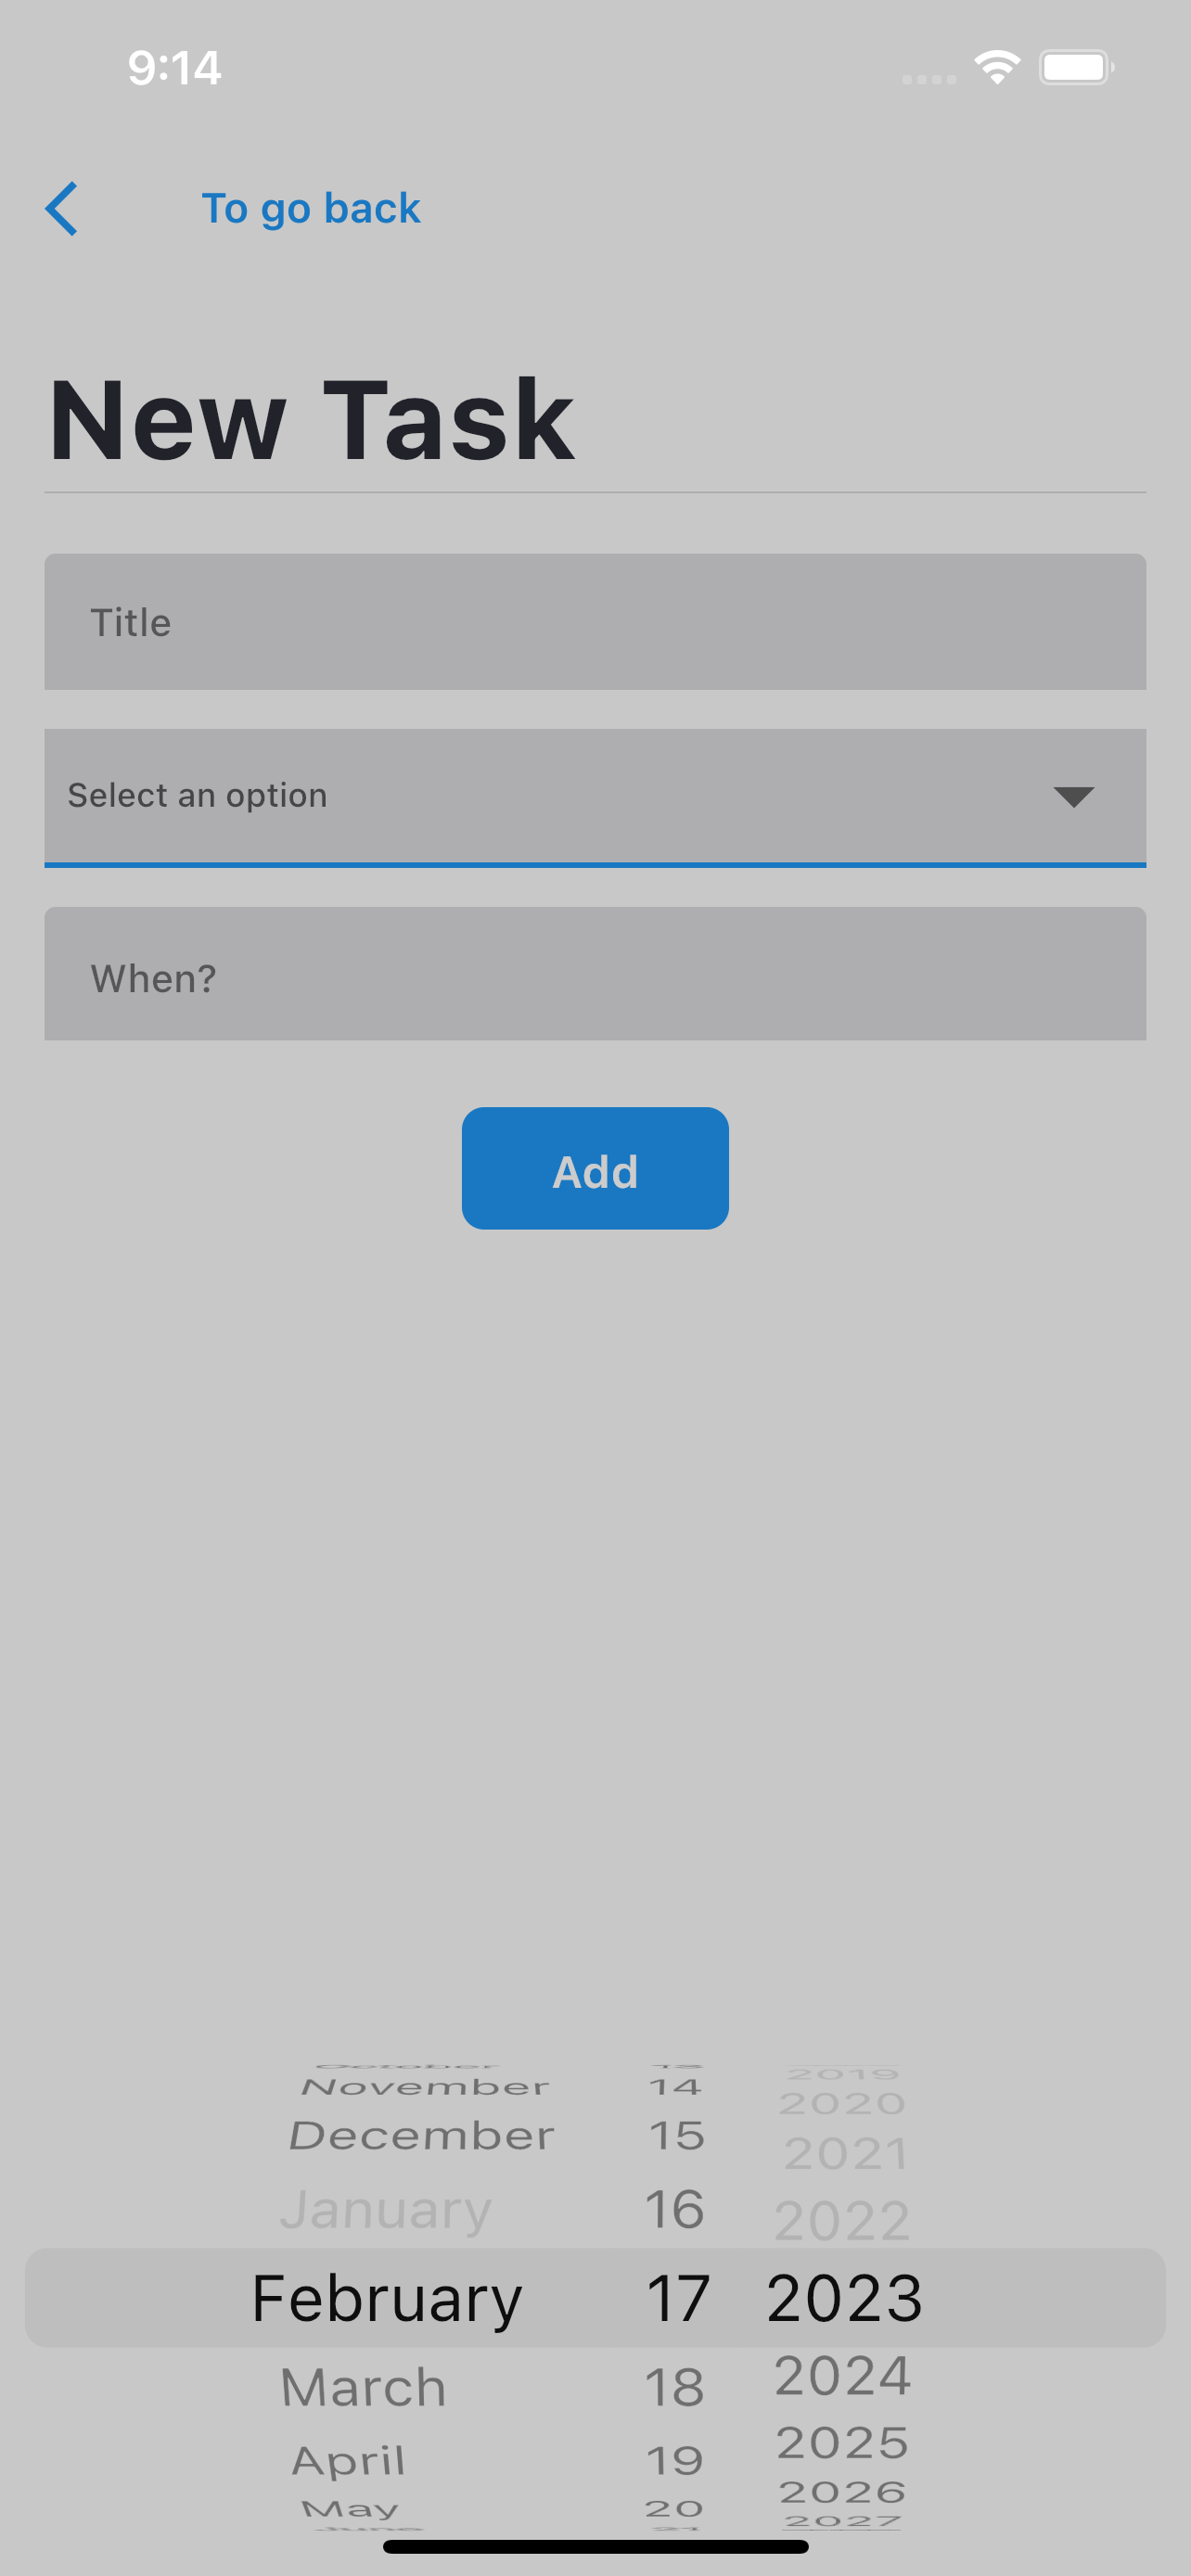 9:14
To go back
New Task
Title
Select an option
When?
Add
October 13 2019
November 14 2020
December 15 2021
January 16 2022
February 17 2023
March 18 2024
April 19 2025
May 20 2026
June 21 2027